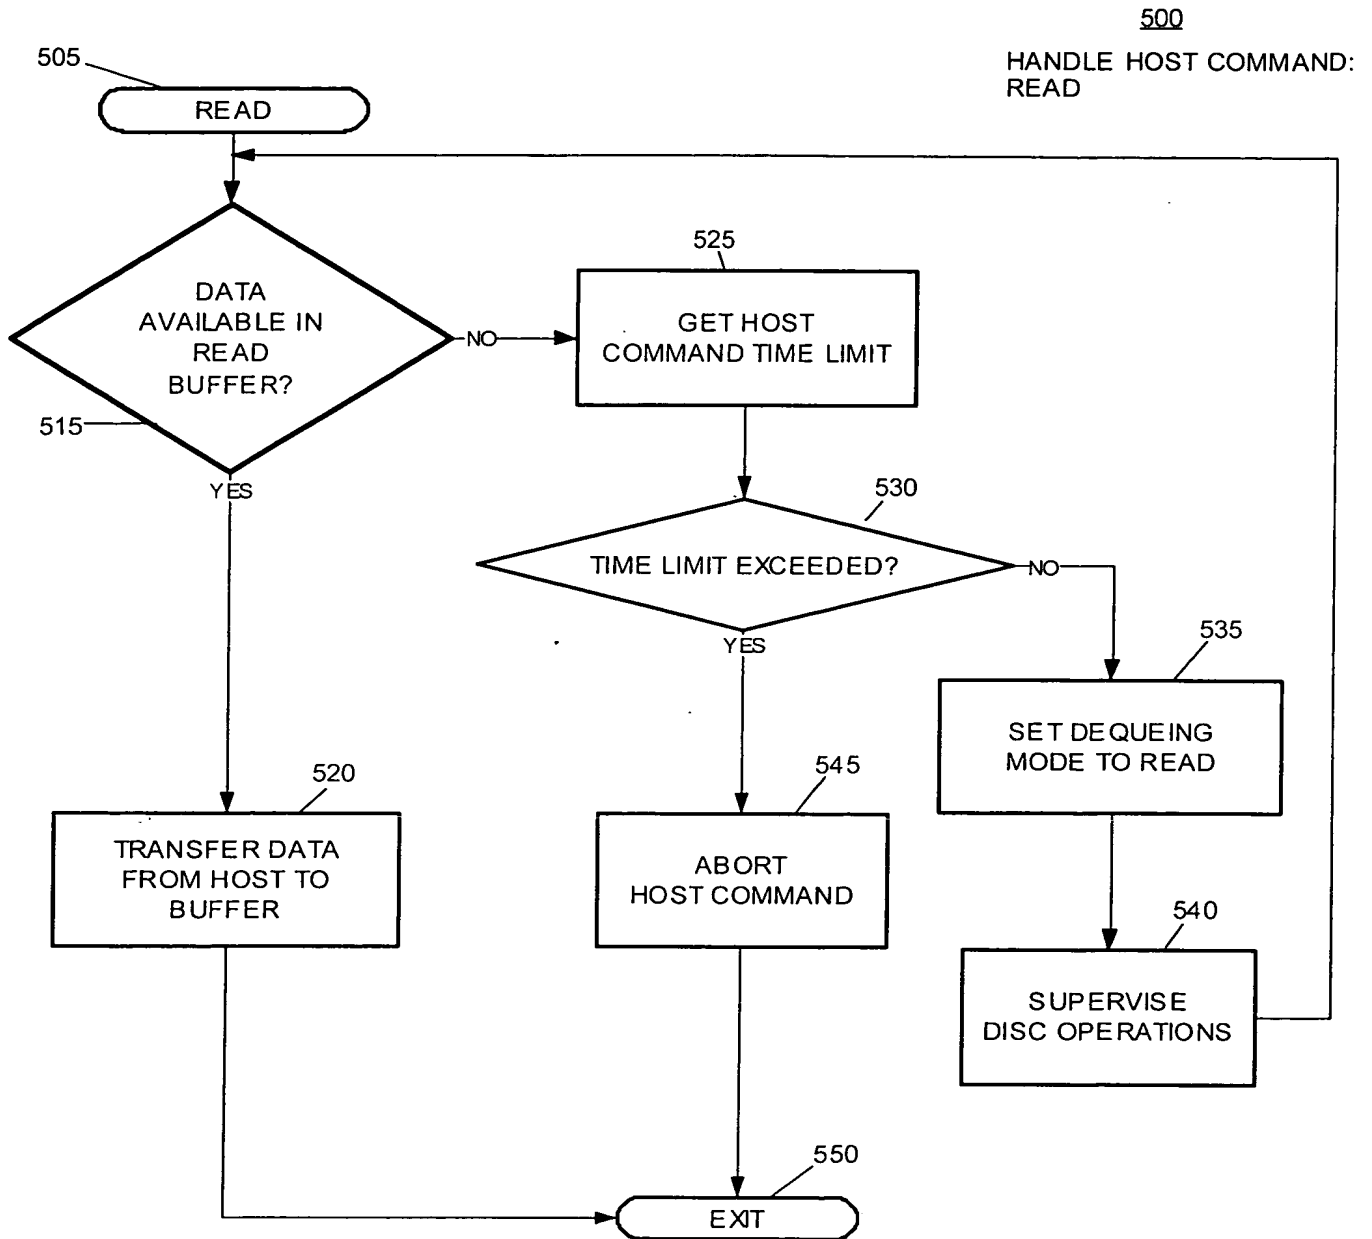 500
HANDLE HOST COMMAND:
READ
505
READ
525
DATA
AVAILABLE IN
READ
BUFFER?
NO
GET HOST
COMMAND TIME LIMIT
515
YES
530
TIME LIMIT EXCEEDED?
NO
YES
535
SET DEQUEING
MODE TO READ
520
TRANSFER DATA
FROM HOST TO
BUFFER
545
ABORT
HOST COMMAND
540
SUPERVISE
DISC OPERATIONS
550
EXIT